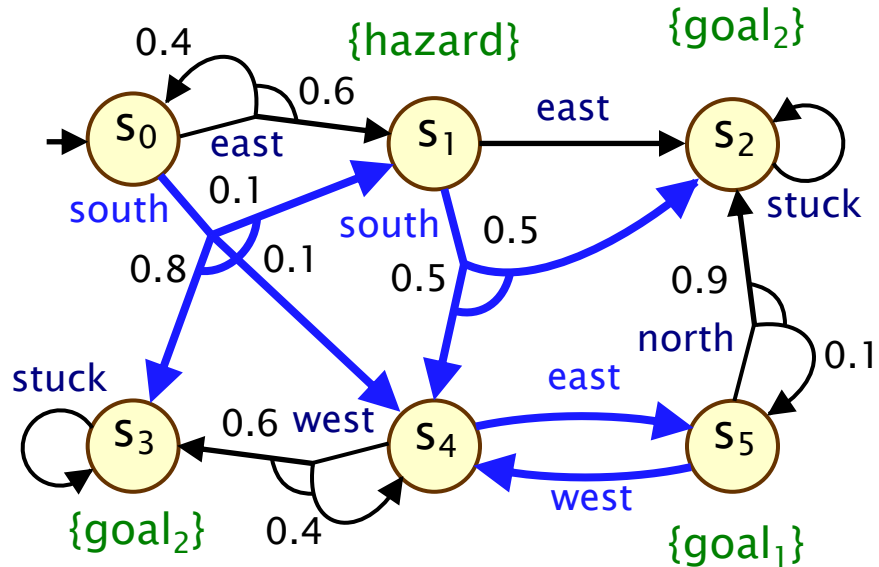 {goal₂}
{hazard}
0.4
0.6
s₀
east
s₁
east
s₂
stuck
south
0.1
0.8
0.1
south
0.5
0.5
0.9
north
0.1
stuck
s₃
0.6
west
0.4
s₄
east
west
s₅
{goal₂}
{goal₁}